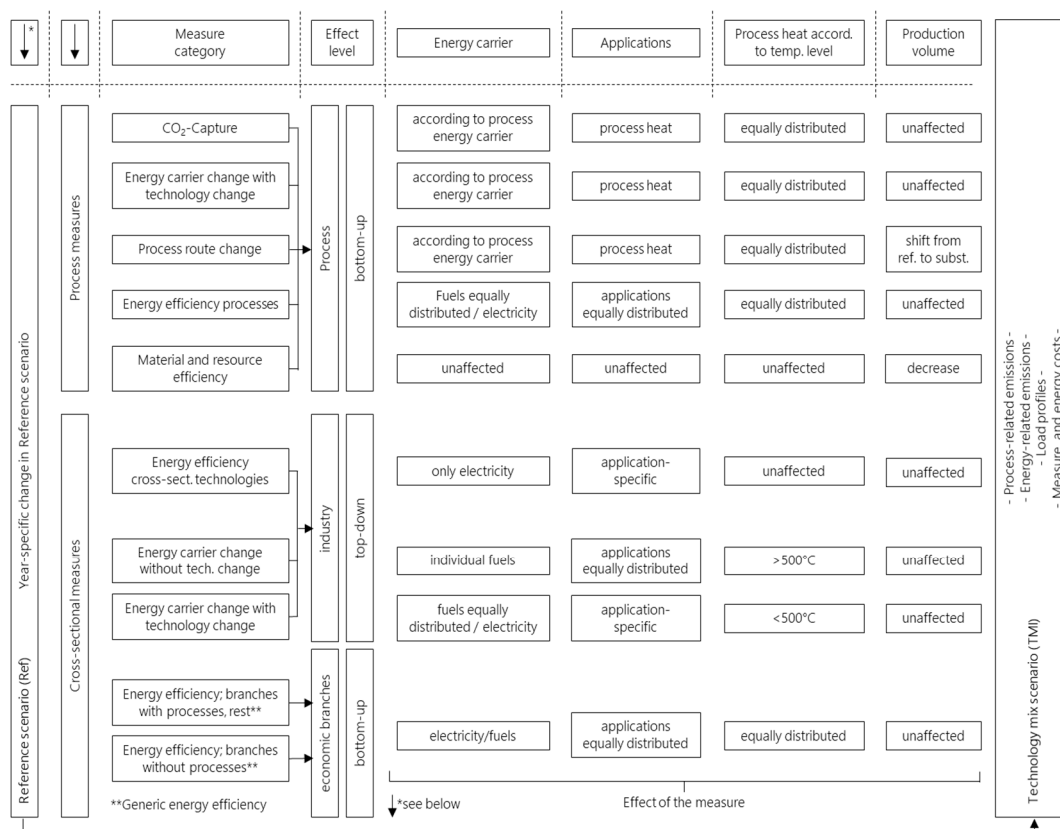 *
Measure
category
Effect
level
Energy carrier
Applications
Process heat accord.
to temp. level
Production
volume
Reference scenario (Ref)
Year-specific change in Reference scenario
Process measures
CO₂-Capture
Energy carrier change with
technology change
Process route change
Energy efficiency processes
Material and resource
efficiency
Process
bottom-up
according to process
energy carrier
process heat
equally distributed
unaffected
according to process
energy carrier
process heat
equally distributed
unaffected
according to process
energy carrier
process heat
equally distributed
shift from
ref. to subst.
Fuels equally
distributed / electricity
applications
equally distributed
equally distributed
unaffected
unaffected
unaffected
unaffected
decrease
Cross-sectional measures
Energy efficiency
cross-sect. technologies
Energy carrier change
without tech. change
Energy carrier change with
technology change
industry
top-down
only electricity
application-
specific
unaffected
unaffected
individual fuels
applications
equally distributed
>500°C
unaffected
fuels equally
distributed / electricity
application-
specific
<500°C
unaffected
Energy efficiency; branches
with processes, rest**
Energy efficiency; branches
without processes**
economic branches
bottom-up
electricity/fuels
applications
equally distributed
equally distributed
unaffected
**Generic energy efficiency
*see below
Effect of the measure
Technology mix scenario (TMI)
- Process-related emissions -
- Energy-related emissions -
- Load profiles -
- Measure, and energy costs -